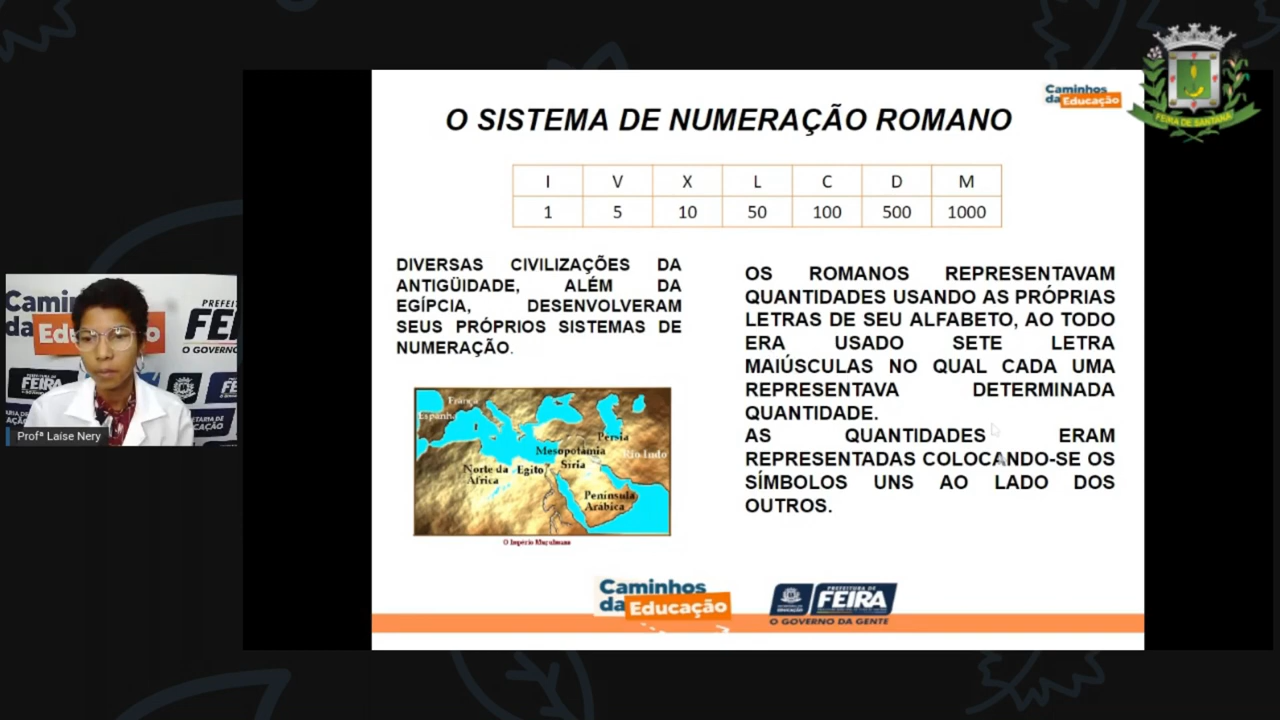 Caminhos
da Educação
FEIRA DE SANTANA
O SISTEMA DE NUMERAÇÃO ROMANO
I V X L C D M
1 5 10 50 100 500 1000
DIVERSAS CIVILIZAÇÕES DA
ANTIGÜIDADE, ALÉM DA
EGÍPCIA, DESENVOLVERAM
SEUS PRÓPRIOS SISTEMAS DE
NUMERAÇÃO.
OS ROMANOS REPRESENTAVAM
QUANTIDADES USANDO AS PRÓPRIAS
LETRAS DE SEU ALFABETO, AO TODO
ERA USADO SETE LETRA
MAIÚSCULAS NO QUAL CADA UMA
REPRESENTAVA DETERMINADA
QUANTIDADE.
AS QUANTIDADES ERAM
REPRESENTADAS COLOCANDO-SE OS
SÍMBOLOS UNS AO LADO DOS
OUTROS.
França
Espanha
Persia
Mesopotâmia
Rio Indo
Síria
Norte da
África
Egito
Península
Arábica
O Império Muçulmano
Cami
da Edu o
PREFEI
FE
O GOVERNO
FEIRA
Profª Laíse Nery
Caminhos
da Educação
PREFEITURA DE
FEIRA
O GOVERNO DA GENTE